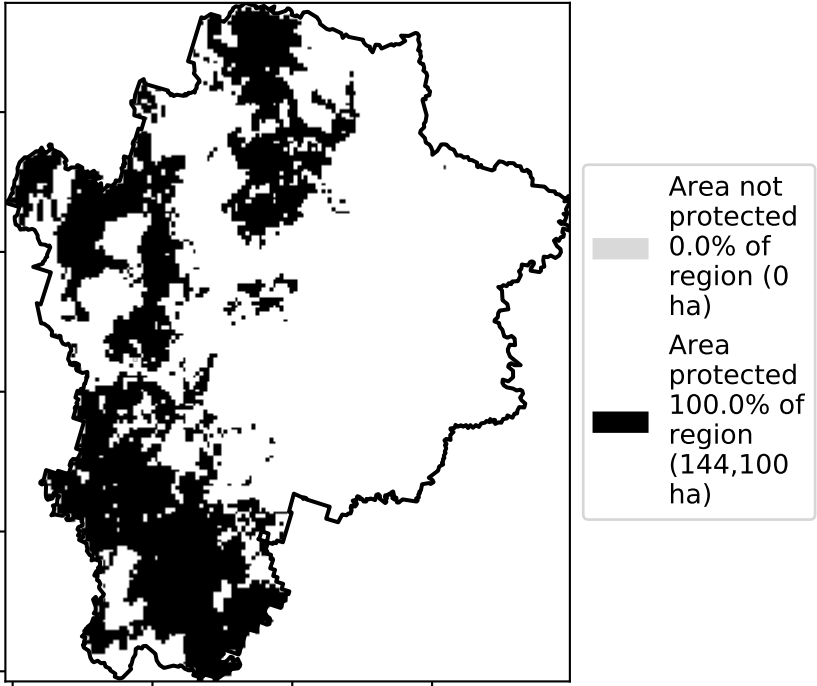 Area not
protected
0.0% of
region (0
ha)
Area
protected
100.0% of
region
(144,100
ha)